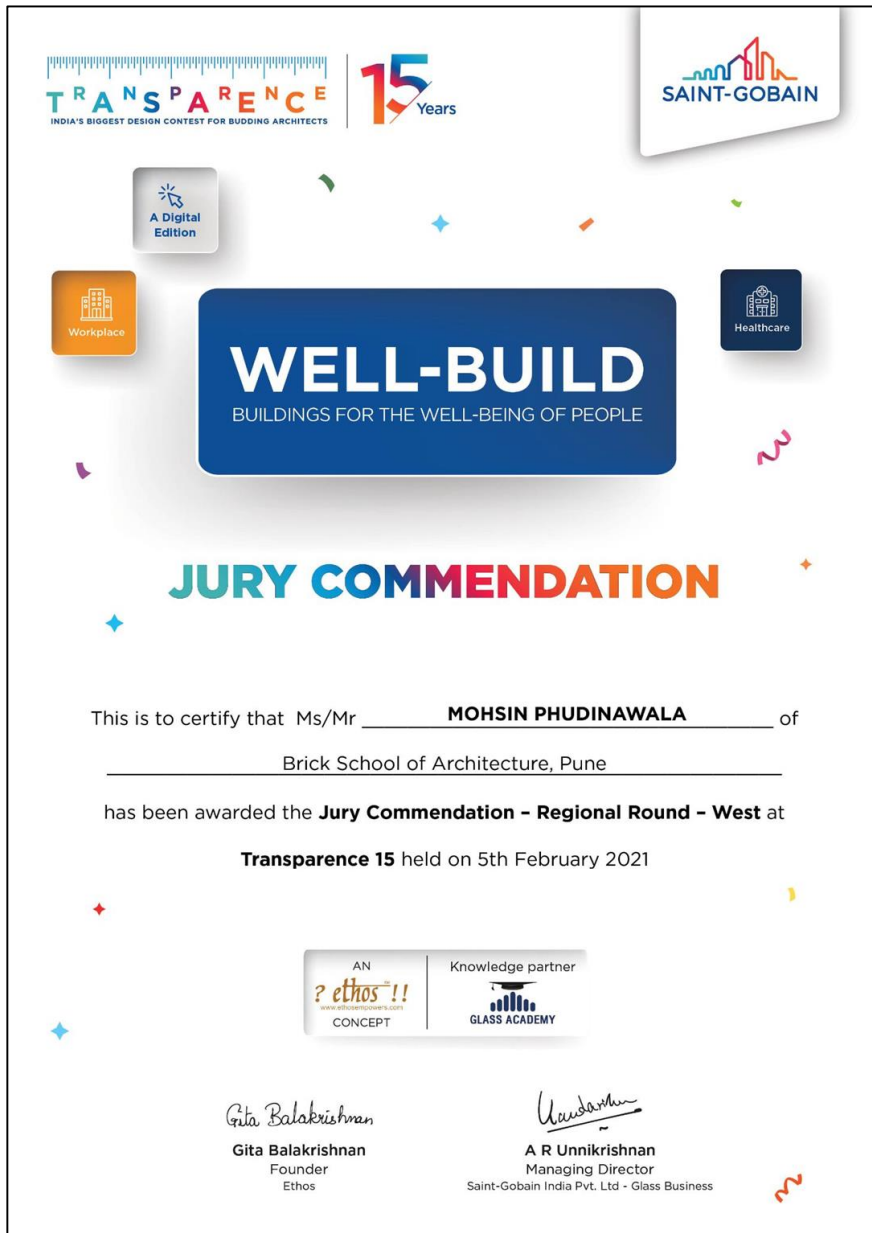 TRANSPARENCE
INDIA'S BIGGEST DESIGN CONTEST FOR BUDDING ARCHITECTS
15
Years
SAINT-GOBAIN
A Digital
Edition
Workplace
Healthcare
WELL-BUILD
BUILDINGS FOR THE WELL-BEING OF PEOPLE
JURY COMMENDATION
This is to certify that Ms/Mr MOHSIN PHUDINAWALA of
Brick School of Architecture, Pune
has been awarded the Jury Commendation – Regional Round – West at
Transparence 15 held on 5th February 2021
AN
? ethos™ !!
www.ethosempowers.com
CONCEPT
Knowledge partner
GLASS ACADEMY
Gita Balakrishnan
Gita Balakrishnan
Founder
Ethos
A R Unnikrishnan
Managing Director
Saint-Gobain India Pvt. Ltd - Glass Business